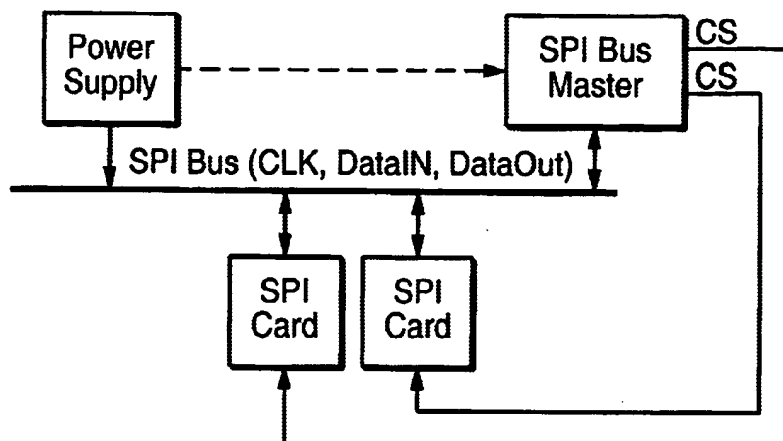 Power
Supply
SPI Bus
Master
CS
CS
SPI Bus (CLK, DataIN, DataOut)
SPI
Card
SPI
Card